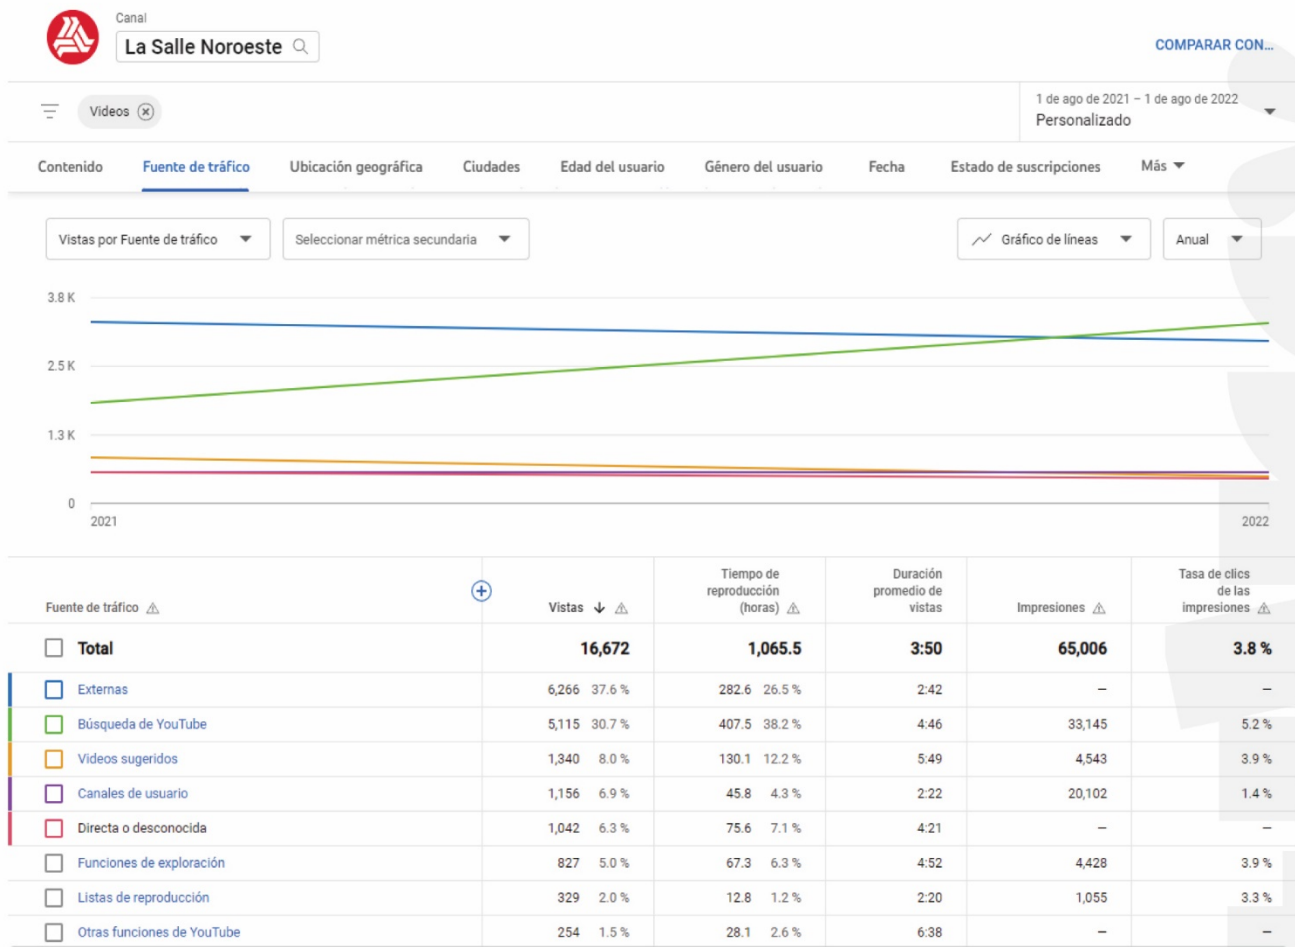 Canal
La Salle Noroeste
COMPARAR CON...
Videos
1 de ago de 2021 – 1 de ago de 2022
Personalizado
Contenido Fuente de tráfico Ubicación geográfica Ciudades Edad del usuario Género del usuario Fecha Estado de suscripciones Más
Vistas por Fuente de tráfico Seleccionar métrica secundaria Gráfico de líneas Anual
3.8 K
2.5 K
1.3 K
0
2021 2022
Fuente de tráfico Vistas Tiempo de reproducción (horas) Duración promedio de vistas Impresiones Tasa de clics de las impresiones
Total 16,672 1,065.5 3:50 65,006 3.8 %
Externas 6,266 37.6 % 282.6 26.5 % 2:42 – –
Búsqueda de YouTube 5,115 30.7 % 407.5 38.2 % 4:46 33,145 5.2 %
Videos sugeridos 1,340 8.0 % 130.1 12.2 % 5:49 4,543 3.9 %
Canales de usuario 1,156 6.9 % 45.8 4.3 % 2:22 20,102 1.4 %
Directa o desconocida 1,042 6.3 % 75.6 7.1 % 4:21 – –
Funciones de exploración 827 5.0 % 67.3 6.3 % 4:52 4,428 3.9 %
Listas de reproducción 329 2.0 % 12.8 1.2 % 2:20 1,055 3.3 %
Otras funciones de YouTube 254 1.5 % 28.1 2.6 % 6:38 – –